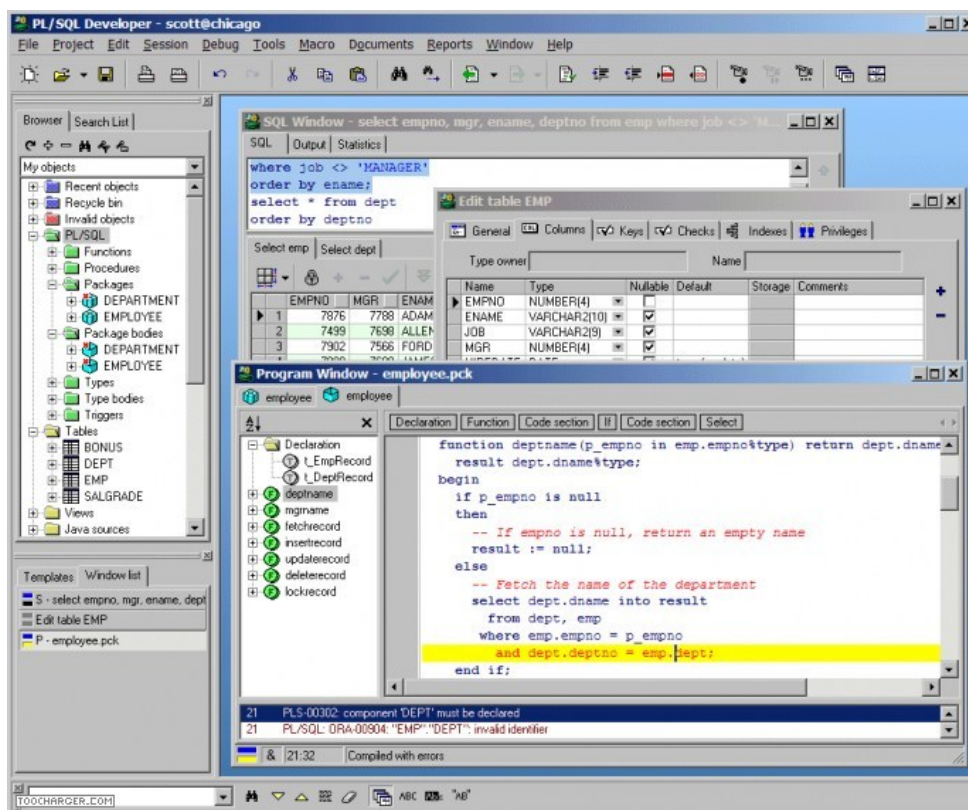 PL/SQL Developer - scott@chicago
File Project Edit Session Debug Tools Macro Documents Reports Window Help
Browser Search List
My objects
Recent objects
Recycle bin
Invalid objects
PL/SQL
Functions
Procedures
Packages
DEPARTMENT
EMPLOYEE
Package bodies
DEPARTMENT
EMPLOYEE
Types
Type bodies
Triggers
Tables
BONUS
DEPT
EMP
SALGRADE
Views
Java sources
Templates Window list
S - select empno, mgr, ename, dept
Edit table EMP
P - employee.pck
SQL Window - select empno, mgr, ename, deptno from emp where job <> 'M...
SQL Output Statistics
where job <> 'MANAGER'
order by ename;
select * from dept
order by deptno
Select emp Select dept
EMPNO MGR ENAM
1 7876 7788 ADAM
2 7499 7698 ALLEN
3 7902 7566 FORD
Edit table EMP
General Columns Keys Checks Indexes Privileges
Type owner Name
Name Type Nullable Default Storage Comments
EMPNO NUMBER(4)
ENAME VARCHAR2(10)
JOB VARCHAR2(9)
MGR NUMBER(4)
Program Window - employee.pck
employee employee
Declaration Function Code section If Code section Select
Declaration
t_EmpRecord
t_DeptRecord
deptname
mgrname
fetchrecord
insertrecord
updaterecord
deleterecord
lockrecord
function deptname(p_empno in emp.empno%type) return dept.dname
result dept.dname%type;
begin
if p_empno is null
then
-- If empno is null, return an empty name
result := null;
else
-- Fetch the name of the department
select dept.dname into result
from dept, emp
where emp.empno = p_empno
and dept.deptno = emp.dept;
end if;
21 PLS-00302: component 'DEPT' must be declared
21 PL/SQL: ORA-00904: "EMP"."DEPT": invalid identifier
& 21:32 Compiled with errors
TOOCHARGER.COM
ABC "AB"